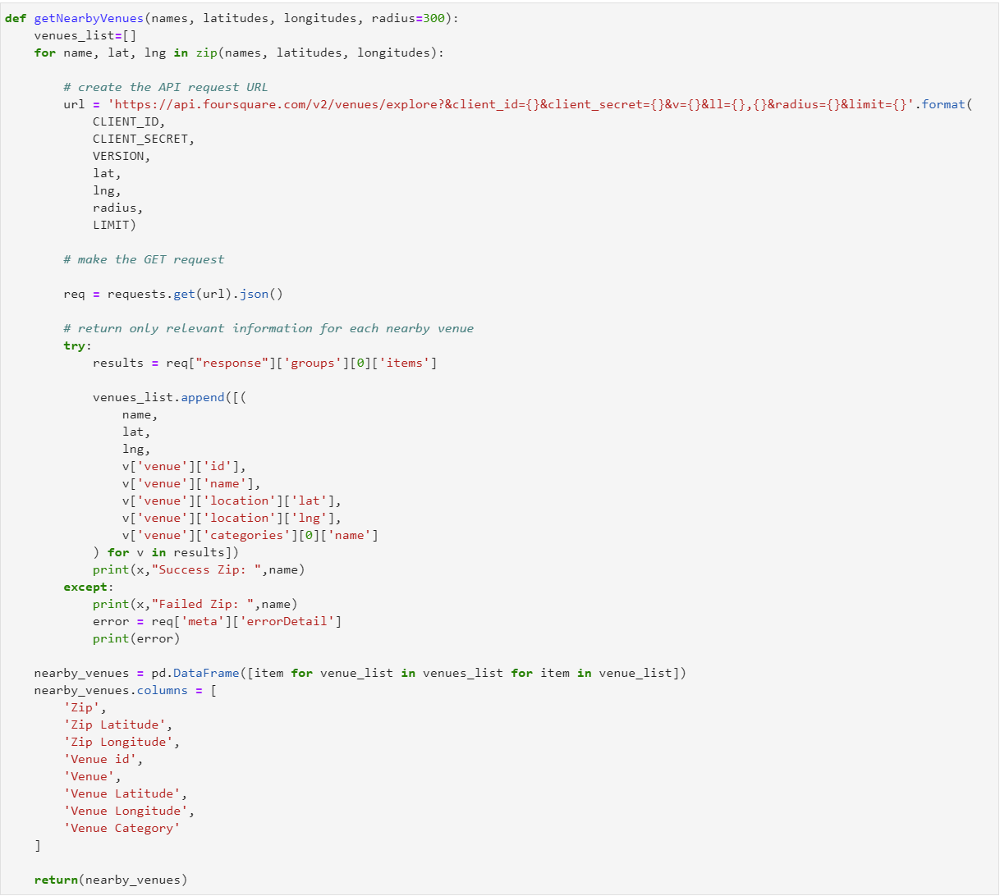 def getNearbyVenues(names, latitudes, longitudes, radius=300):
    venues_list=[]
    for name, lat, lng in zip(names, latitudes, longitudes):

        # create the API request URL
        url = 'https://api.foursquare.com/v2/venues/explore?&client_id={}&client_secret={}&v={}&ll={},{}&radius={}&limit={}'.format(
            CLIENT_ID,
            CLIENT_SECRET,
            VERSION,
            lat,
            lng,
            radius,
            LIMIT)

        # make the GET request

        req = requests.get(url).json()

        # return only relevant information for each nearby venue
        try:
            results = req["response"]['groups'][0]['items']

            venues_list.append([(
                name,
                lat,
                lng,
                v['venue']['id'],
                v['venue']['name'],
                v['venue']['location']['lat'],
                v['venue']['location']['lng'],
                v['venue']['categories'][0]['name']
            ) for v in results])
            print(x,"Success Zip: ",name)
        except:
            print(x,"Failed Zip: ",name)
            error = req['meta']['errorDetail']
            print(error)

    nearby_venues = pd.DataFrame([item for venue_list in venues_list for item in venue_list])
    nearby_venues.columns = [
        'Zip',
        'Zip Latitude',
        'Zip Longitude',
        'Venue id',
        'Venue',
        'Venue Latitude',
        'Venue Longitude',
        'Venue Category'
    ]

    return(nearby_venues)